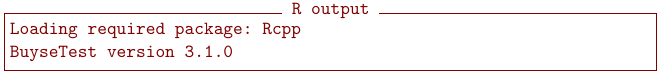 R output
Loading required package: Rcpp
BuyseTest version 3.1.0